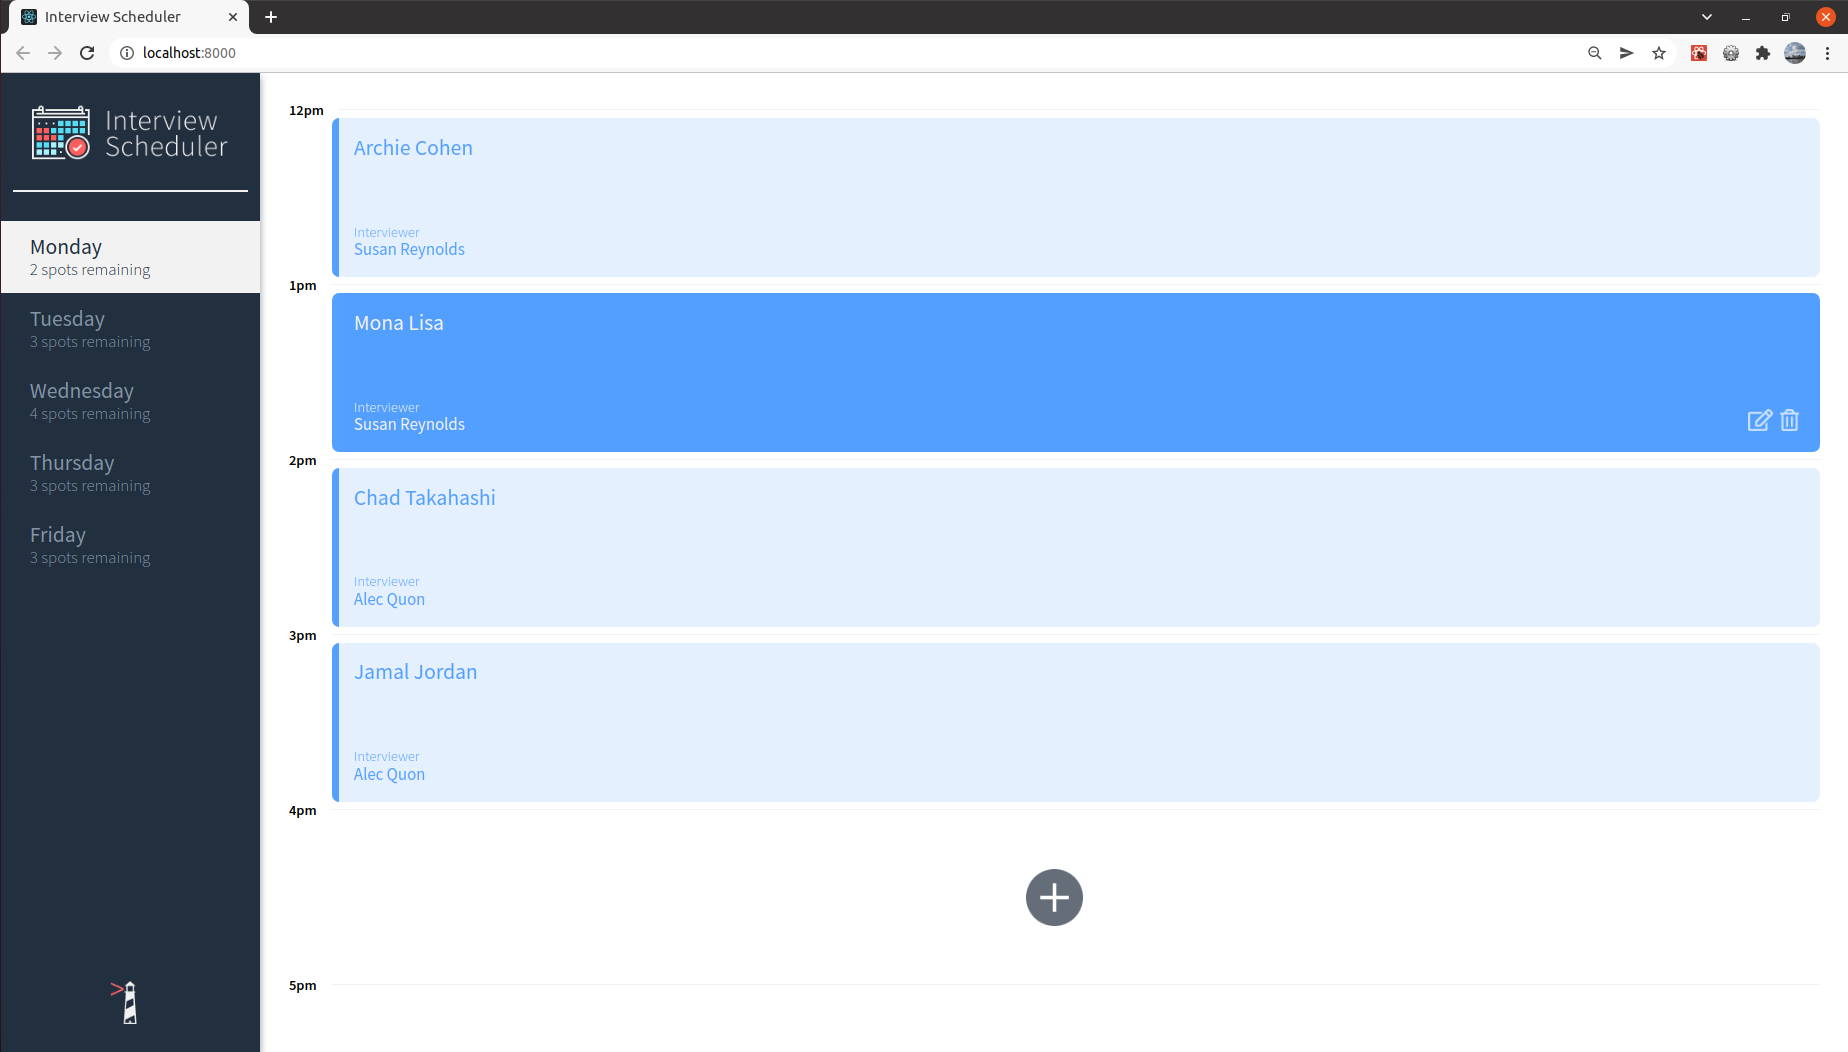 Interview Scheduler
localhost:8000
Interview
Scheduler
Monday
2 spots remaining
Tuesday
3 spots remaining
Wednesday
4 spots remaining
Thursday
3 spots remaining
Friday
3 spots remaining
12pm
Archie Cohen
Interviewer
Susan Reynolds
1pm
Mona Lisa
Interviewer
Susan Reynolds
2pm
Chad Takahashi
Interviewer
Alec Quon
3pm
Jamal Jordan
Interviewer
Alec Quon
4pm
5pm